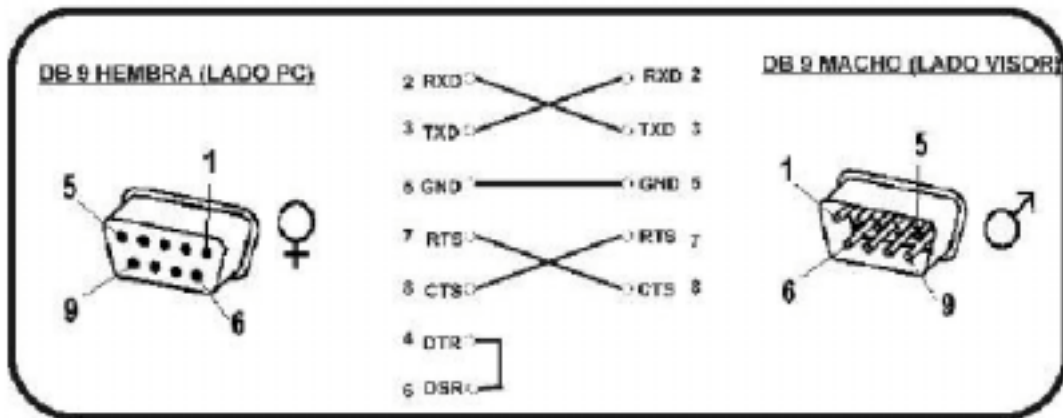 DB 9 HEMBRA (LADO PC)
DB 9 MACHO (LADO VISOR)
2 RXD RXD 2
3 TXD TXD 3
5 GND GND 5
7 RTS RTS 7
8 CTS CTS 8
4 DTR
6 DSR
5 1
9 6
1 5
6 9